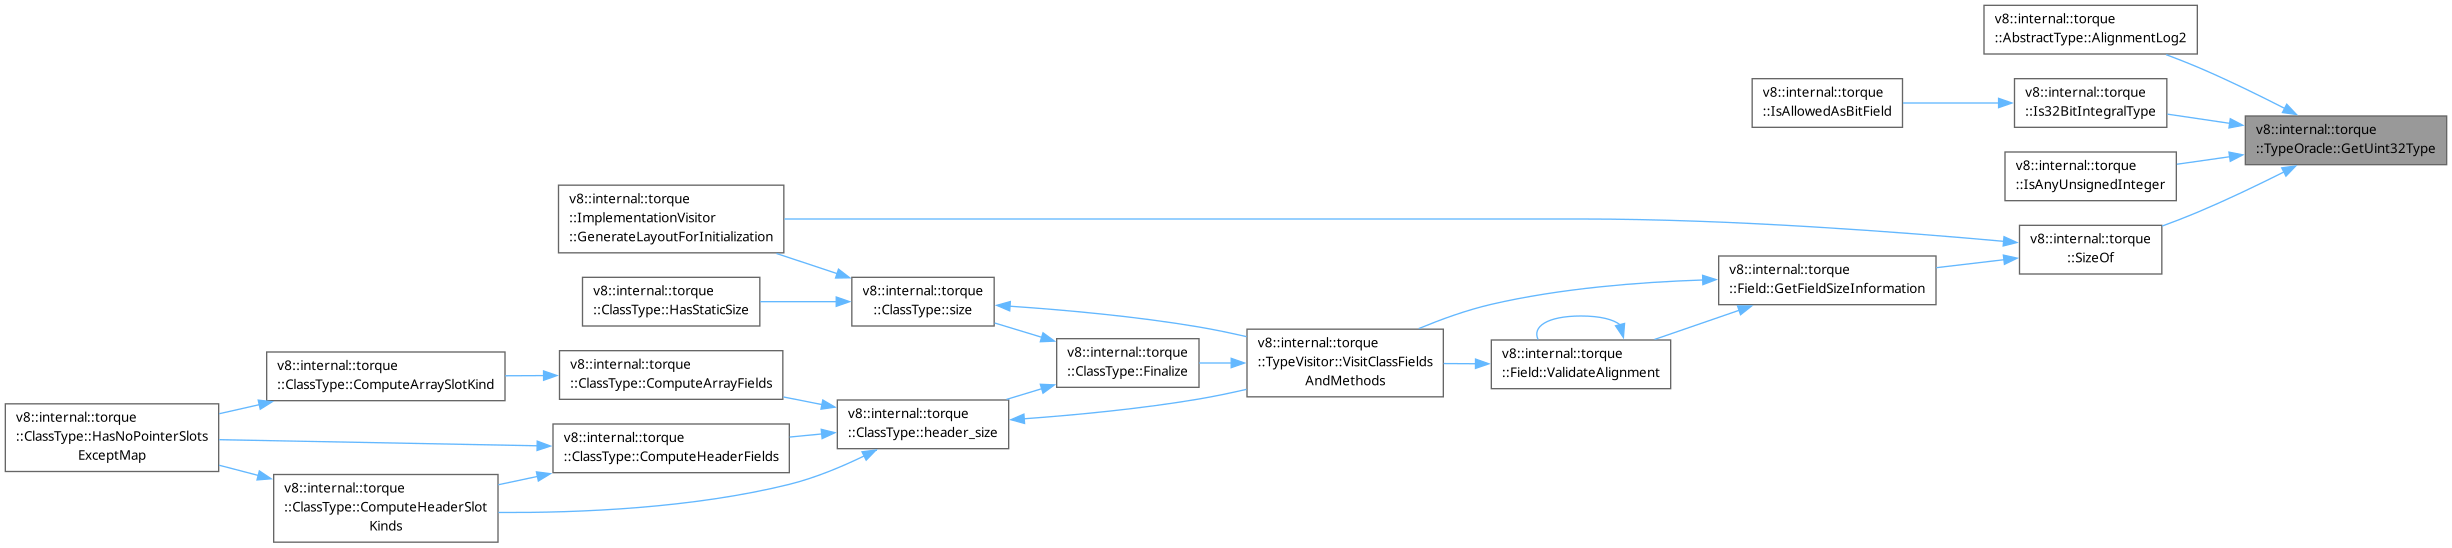 v8::internal::torque
::AbstractType::AlignmentLog2
v8::internal::torque
::IsAllowedAsBitField
v8::internal::torque
::Is32BitIntegralType
v8::internal::torque
::TypeOracle::GetUint32Type
v8::internal::torque
::IsAnyUnsignedInteger
v8::internal::torque
::ImplementationVisitor
::GenerateLayoutForInitialization
v8::internal::torque
::SizeOf
v8::internal::torque
::Field::GetFieldSizeInformation
v8::internal::torque
::ClassType::HasStaticSize
v8::internal::torque
::ClassType::size
v8::internal::torque
::TypeVisitor::VisitClassFields
AndMethods
v8::internal::torque
::ClassType::Finalize
v8::internal::torque
::Field::ValidateAlignment
v8::internal::torque
::ClassType::ComputeArraySlotKind
v8::internal::torque
::ClassType::ComputeArrayFields
v8::internal::torque
::ClassType::HasNoPointerSlots
ExceptMap
v8::internal::torque
::ClassType::header_size
v8::internal::torque
::ClassType::ComputeHeaderFields
v8::internal::torque
::ClassType::ComputeHeaderSlot
Kinds